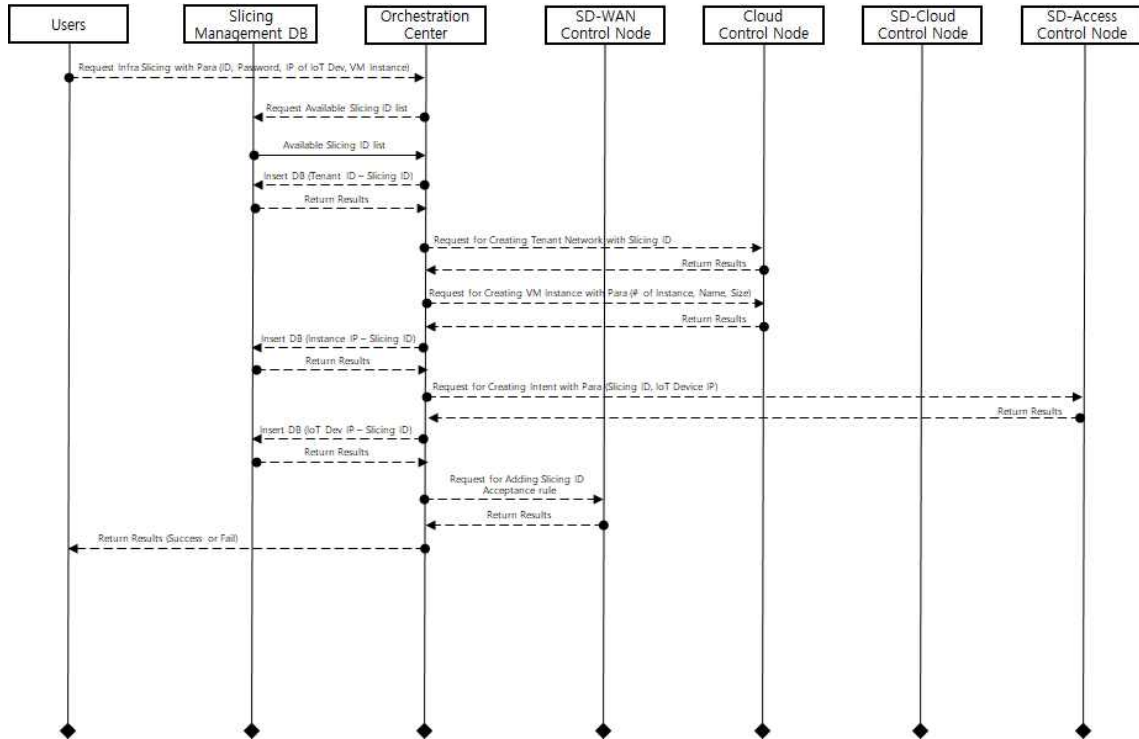 Users
Slicing
Management DB
Orchestration
Center
SD-WAN
Control Node
Cloud
Control Node
SD-Cloud
Control Node
SD-Access
Control Node
Request Infra Slicing with Para (ID, Password, IP of IoT Dev, VM Instance)
Request Available Slicing ID list
Available Slicing ID list
Insert DB (Tenant ID – Slicing ID)
Return Results
Request for Creating Tenant Network with Slicing ID
Return Results
Request for Creating VM Instance with Para (# of Instance, Name, Size)
Return Results
Insert DB (Instance IP – Slicing ID)
Return Results
Request for Creating Intent with Para (Slicing ID, IoT Device IP)
Return Results
Insert DB (IoT Dev IP – Slicing ID)
Return Results
Request for Adding Slicing ID
Acceptance rule
Return Results
Return Results (Success or Fail)